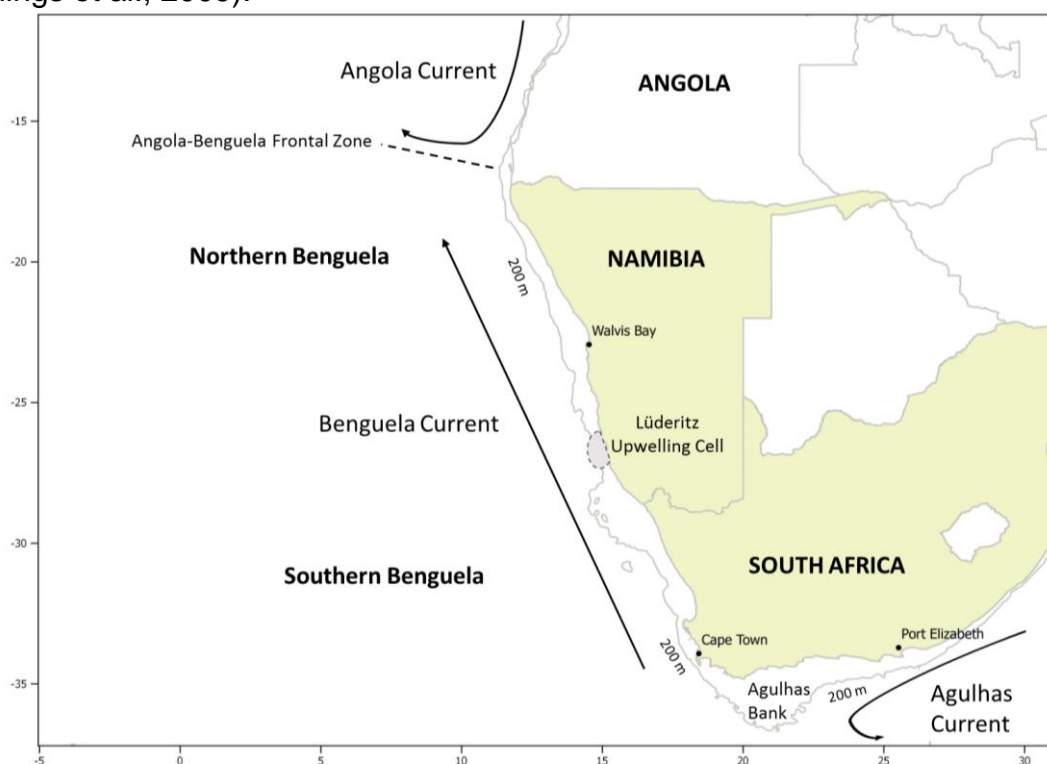 et al.,
Angola Current
ANGOLA
-15
Angola-Benguela Frontal Zone
Northern Benguela
NAMIBIA
-20
200 m
Walvis Bay
-25
Benguela Current
Lüderitz
Upwelling Cell
-30
Southern Benguela
SOUTH AFRICA
Cape Town
Port Elizabeth
200 m
-35
Agulhas
Bank
200 m
Agulhas
Current
-5 0 5 10 15 20 25 30